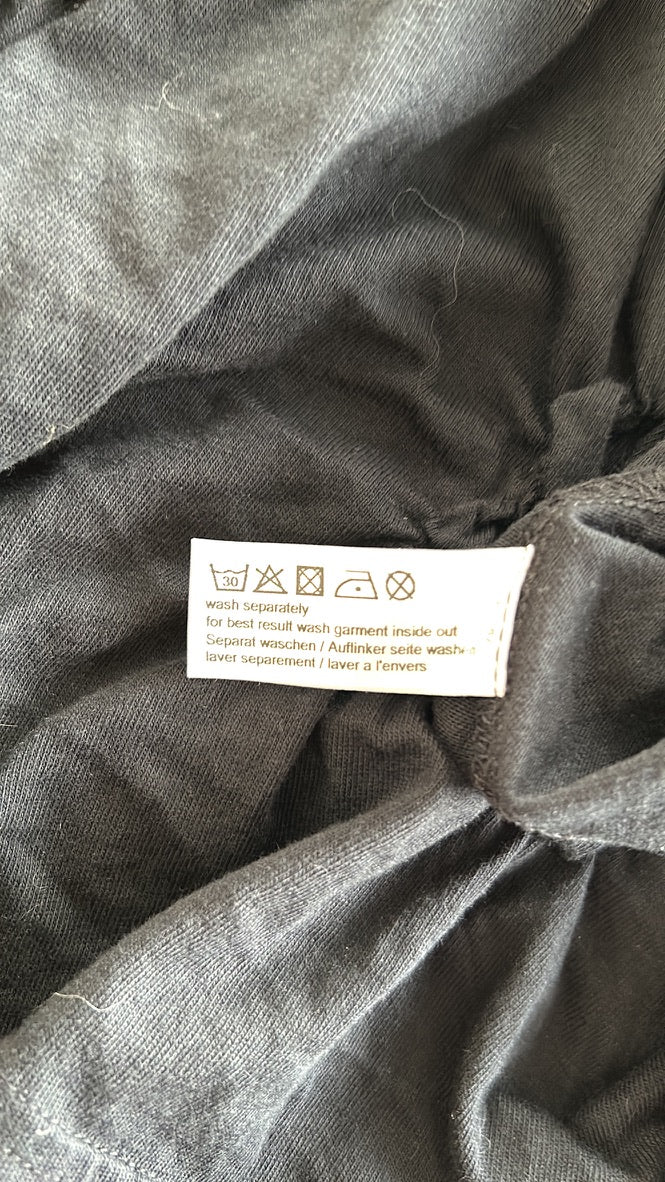 30
wash separately
for best result wash garment inside out
Separat waschen / Auflinker seite washen
laver separement / laver a l'envers